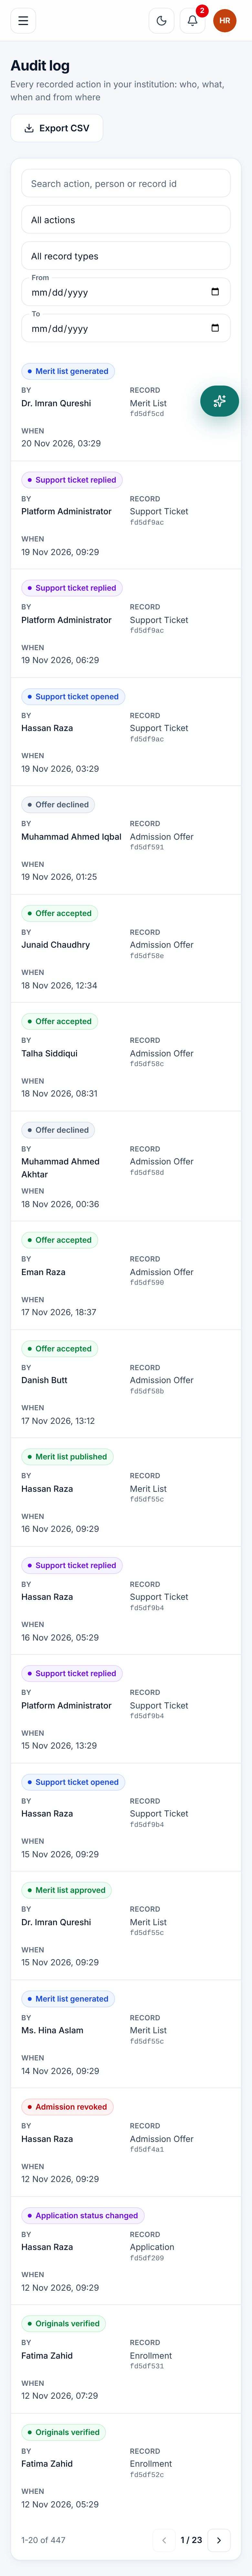 2
HR
Audit log
Every recorded action in your institution: who, what,
when and from where
Export CSV
Search action, person or record id
All actions
All record types
From
mm/dd/yyyy
To
mm/dd/yyyy
Merit list generated
BY
RECORD
Dr. Imran Qureshi
Merit List
fd5df5cd
WHEN
20 Nov 2026, 03:29
Support ticket replied
BY
RECORD
Platform Administrator
Support Ticket
fd5df9ac
WHEN
19 Nov 2026, 09:29
Support ticket replied
BY
RECORD
Platform Administrator
Support Ticket
fd5df9ac
WHEN
19 Nov 2026, 06:29
Support ticket opened
BY
RECORD
Hassan Raza
Support Ticket
fd5df9ac
WHEN
19 Nov 2026, 03:29
Offer declined
BY
RECORD
Muhammad Ahmed Iqbal
Admission Offer
fd5df591
WHEN
19 Nov 2026, 01:25
Offer accepted
BY
RECORD
Junaid Chaudhry
Admission Offer
fd5df58e
WHEN
18 Nov 2026, 12:34
Offer accepted
BY
RECORD
Talha Siddiqui
Admission Offer
fd5df58c
WHEN
18 Nov 2026, 08:31
Offer declined
BY
RECORD
Muhammad Ahmed
Akhtar
Admission Offer
fd5df58d
WHEN
18 Nov 2026, 00:36
Offer accepted
BY
RECORD
Eman Raza
Admission Offer
fd5df590
WHEN
17 Nov 2026, 18:37
Offer accepted
BY
RECORD
Danish Butt
Admission Offer
fd5df58b
WHEN
17 Nov 2026, 13:12
Merit list published
BY
RECORD
Hassan Raza
Merit List
fd5df55c
WHEN
16 Nov 2026, 09:29
Support ticket replied
BY
RECORD
Hassan Raza
Support Ticket
fd5df9b4
WHEN
16 Nov 2026, 05:29
Support ticket replied
BY
RECORD
Platform Administrator
Support Ticket
fd5df9b4
WHEN
15 Nov 2026, 13:29
Support ticket opened
BY
RECORD
Hassan Raza
Support Ticket
fd5df9b4
WHEN
15 Nov 2026, 09:29
Merit list approved
BY
RECORD
Dr. Imran Qureshi
Merit List
fd5df55c
WHEN
15 Nov 2026, 09:29
Merit list generated
BY
RECORD
Ms. Hina Aslam
Merit List
fd5df55c
WHEN
14 Nov 2026, 09:29
Admission revoked
BY
RECORD
Hassan Raza
Admission Offer
fd5df4a1
WHEN
12 Nov 2026, 09:29
Application status changed
BY
RECORD
Hassan Raza
Application
fd5df209
WHEN
12 Nov 2026, 09:29
Originals verified
BY
RECORD
Fatima Zahid
Enrollment
fd5df531
WHEN
12 Nov 2026, 07:29
Originals verified
BY
RECORD
Fatima Zahid
Enrollment
fd5df52c
WHEN
12 Nov 2026, 05:29
1-20 of 447
1 / 23